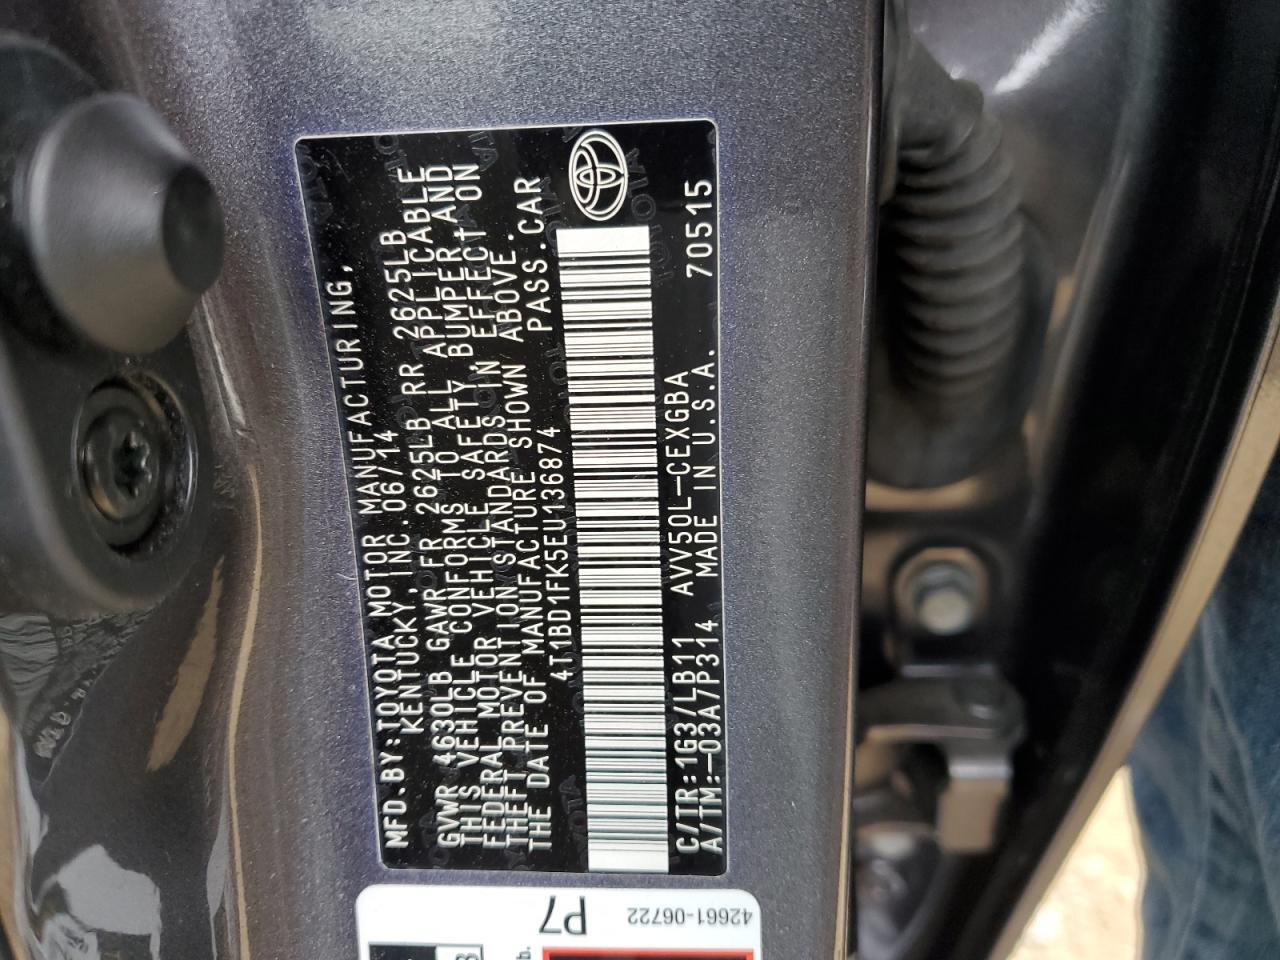 MFD.BY:TOYOTA MOTOR MANUFACTURING,
KENTUCKY, INC. 06/14
GVWR 4630LB GAWR FR 2625LB RR 2625LB
THIS VEHICLE CONFORMS TO ALL APPLICABLE
FEDERAL MOTOR VEHICLE SAFETY, BUMPER AND
THEFT PREVENTION STANDARDS IN EFFECT ON
THE DATE OF MANUFACTURE SHOWN ABOVE.
4T1BD1FK5EU136874 PASS.CAR
C/TR:1G3/LB11 AVV50L-CEXGBA 70515
A/TM:-03A/P314 MADE IN U.S.A.
P7
42661-06722